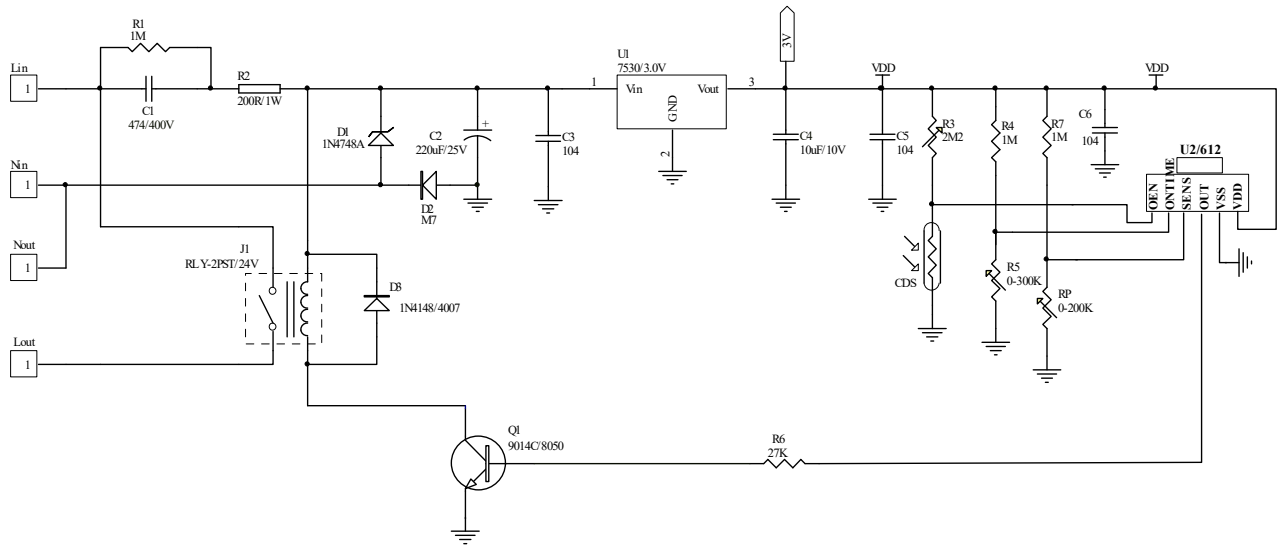 R1
1M
3V
Lin
1
R2
200R/1W
C1
474/400V
U1
7530/3.0V
1
Vin
GND
Vout
3
2
VDD
VDD
D1
1N4748A
C2
+
220uF/25V
C3
104
C4
10uF/10V
C5
104
R3
2M2
R4
1M
R7
1M
C6
104
U2/612
OEN
ONTIME
SENS
OUT
VSS
VDD
Nin
1
D2
M7
Nout
1
J1
RLY-2PST/24V
D3
1N4148/4007
CDS
R5
0-300K
RP
0-200K
Lout
1
Q1
9014C/8050
R6
27K